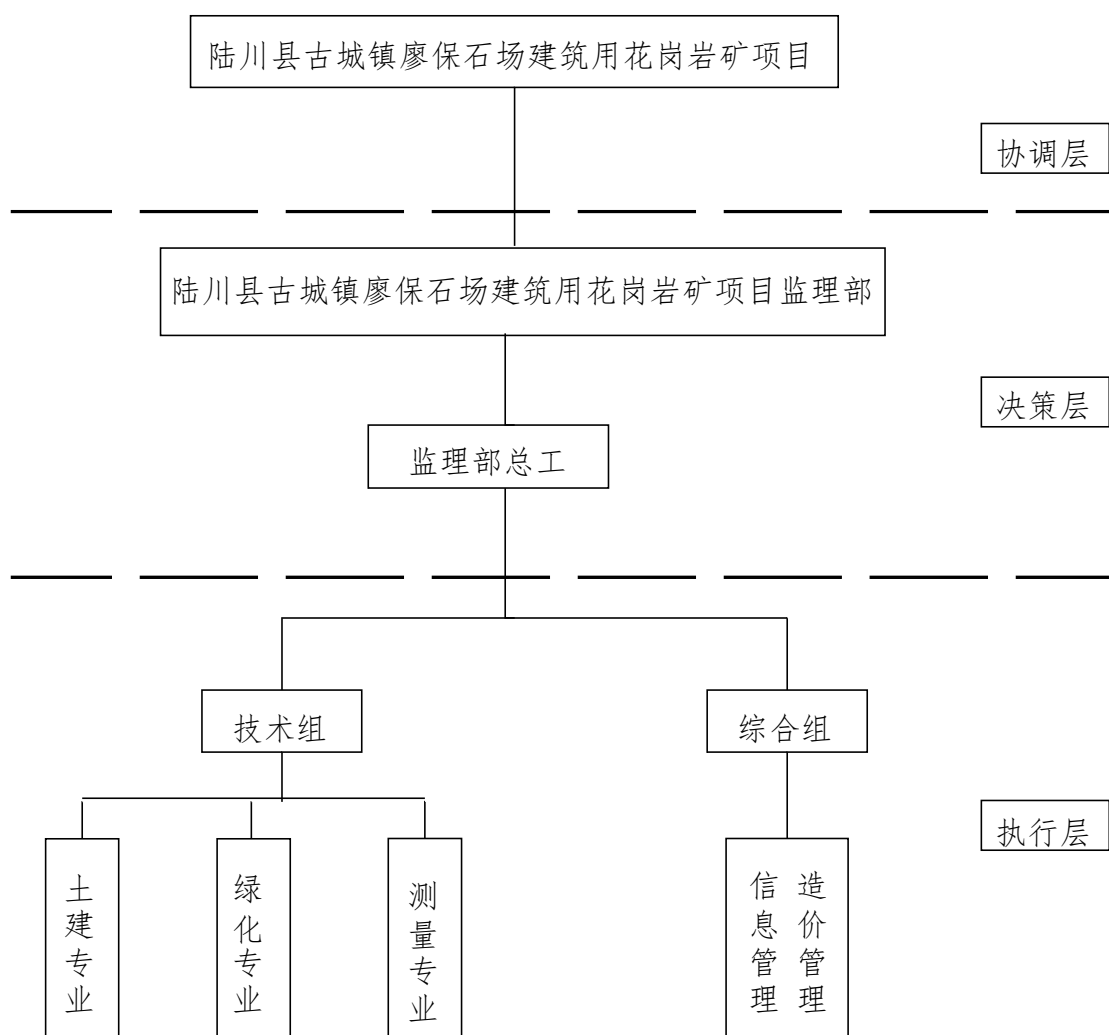 陆川县古城镇廖保石场建筑用花岗岩矿项目
协调层
陆川县古城镇廖保石场建筑用花岗岩矿项目监理部
决策层
监理部总工
技术组
综合组
执行层
土建专业
绿化专业
测量专业
信息管理
造价管理